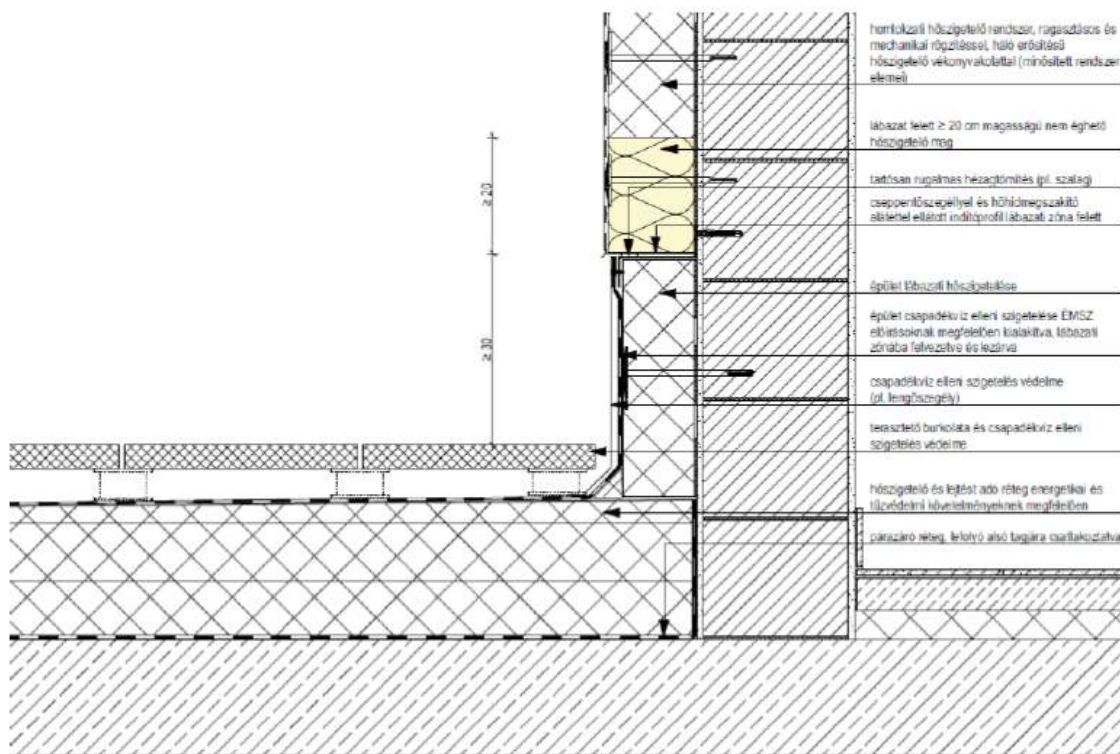 homlokzati hőszigetelő rendszer, ragasztásos és
mechanikai rögzítéssel, háló erősítésű
hőszigetelő vékonyvakolattal (minősített rendszer
elemei)
lábazat felett ≥ 20 cm magasságú nem éghető
hőszigetelő mag
tartósan rugalmas hézagtömítés (pl. szalag)
cseppentőszegéllyel és hőhídmegszakító
alátéttel ellátott indítóprofil lábazati zóna felett
≥20
épület lábazati hőszigetelése
épület csapadékvíz elleni szigetelése ÉMSZ
előírásoknak megfelelően kialakítva, lábazati
zónába felvezetve és lezárva
≥30
csapadékvíz elleni szigetelés védelme
(pl. lengőszegély)
terasztető burkolata és csapadékvíz elleni
szigetelés védelme
hőszigetelő és lejtést adó réteg energetikai és
tűzvédelmi követelményeknek megfelelően
párazáró réteg, lefolyó alsó tagjára csatlakoztatva